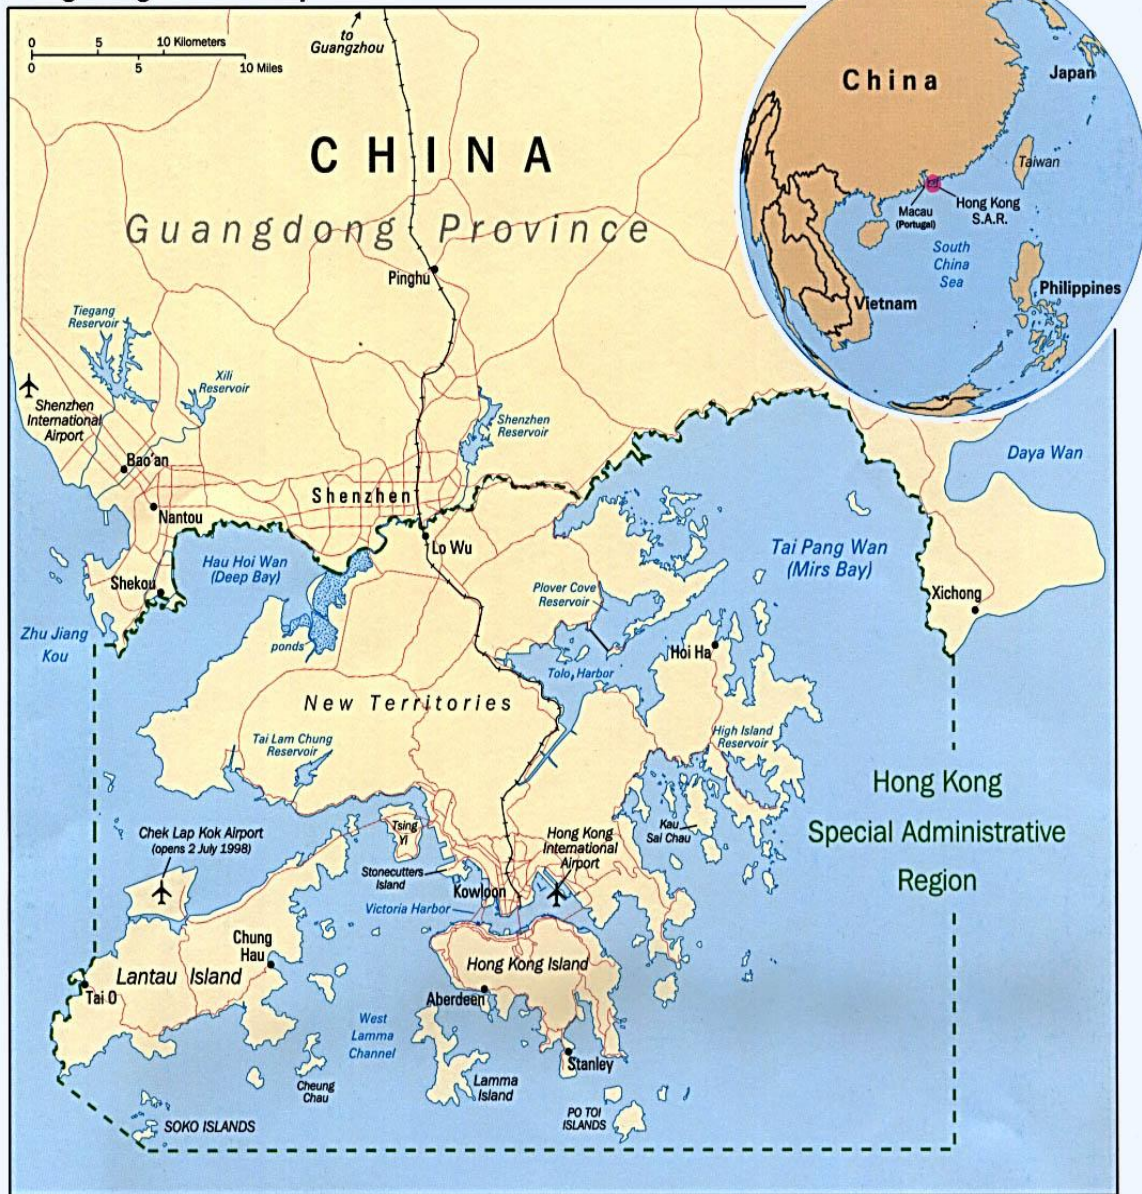 to
Guangzhou
0 5 10 Kilometers
0 5 10 Miles
CHINA
Guangdong Province
Pinghu
Tiegang
Reservoir
Xili
Reservoir
Shenzhen
International
Airport
Bao'an
Shenzhen
Reservoir
Shenzhen
Nantou
Lo Wu
Hau Hoi Wan
(Deep Bay)
Shekou
Zhu Jiang
Kou
ponds
Plover Cove
Reservoir
Tai Pang Wan
(Mirs Bay)
Daya Wan
Xichong
Hoi Ha
Tolo Harbor
New Territories
Tai Lam Chung
Reservoir
High Island
Reservoir
Hong Kong
Special Administrative
Region
Chek Lap Kok Airport
(opens 2 July 1998)
Tsing
Yi
Hong Kong
International
Airport
Kau
Sai Chau
Stonecutters
Island
Kowloon
Victoria Harbor
Chung
Hau
Lantau Island
Tai O
Hong Kong Island
Aberdeen
West
Lamma
Channel
Stanley
Cheung
Chau
Lamma
Island
PO TOI
ISLANDS
SOKO ISLANDS
China
Japan
Taiwan
Macau
(Portugal)
Hong Kong
S.A.R.
South
China
Sea
Philippines
Vietnam